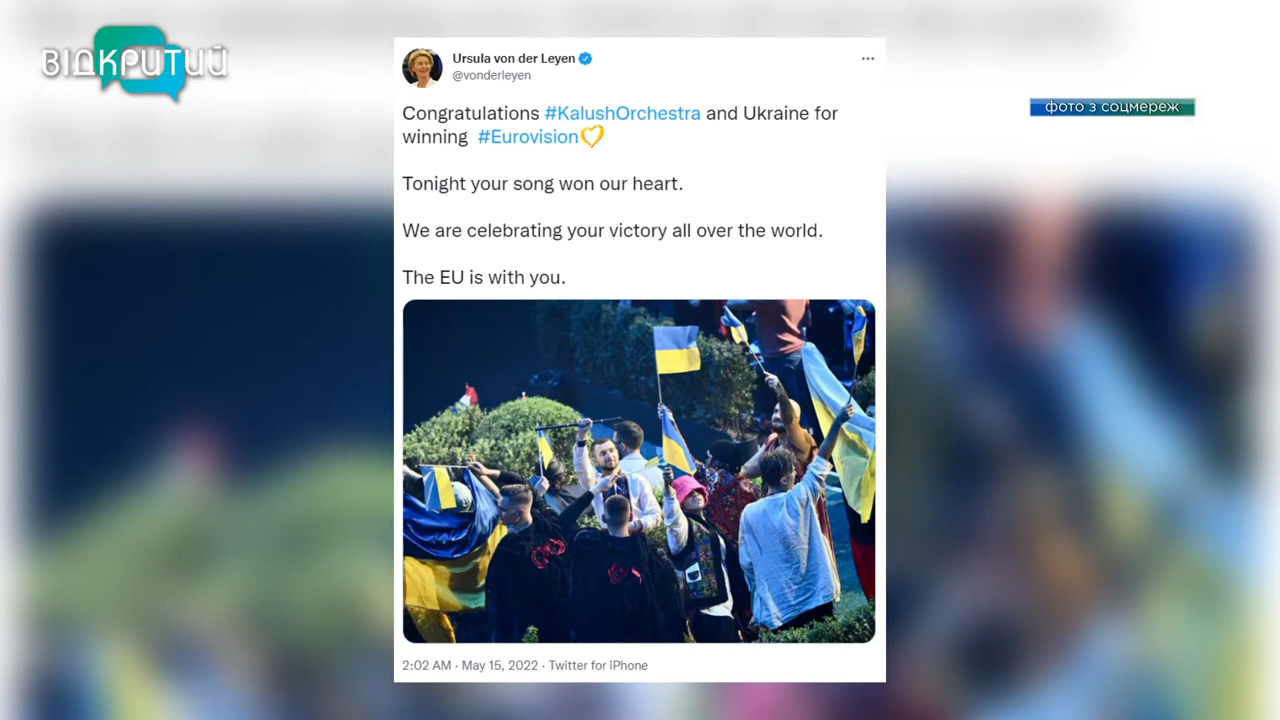 ВІДКРИТИЙ
фото з соцмереж
Ursula von der Leyen
@vonderleyen
Congratulations #KalushOrchestra and Ukraine for
winning #Eurovision💛
Tonight your song won our heart.
We are celebrating your victory all over the world.
The EU is with you.
2:02 AM · May 15, 2022 · Twitter for iPhone